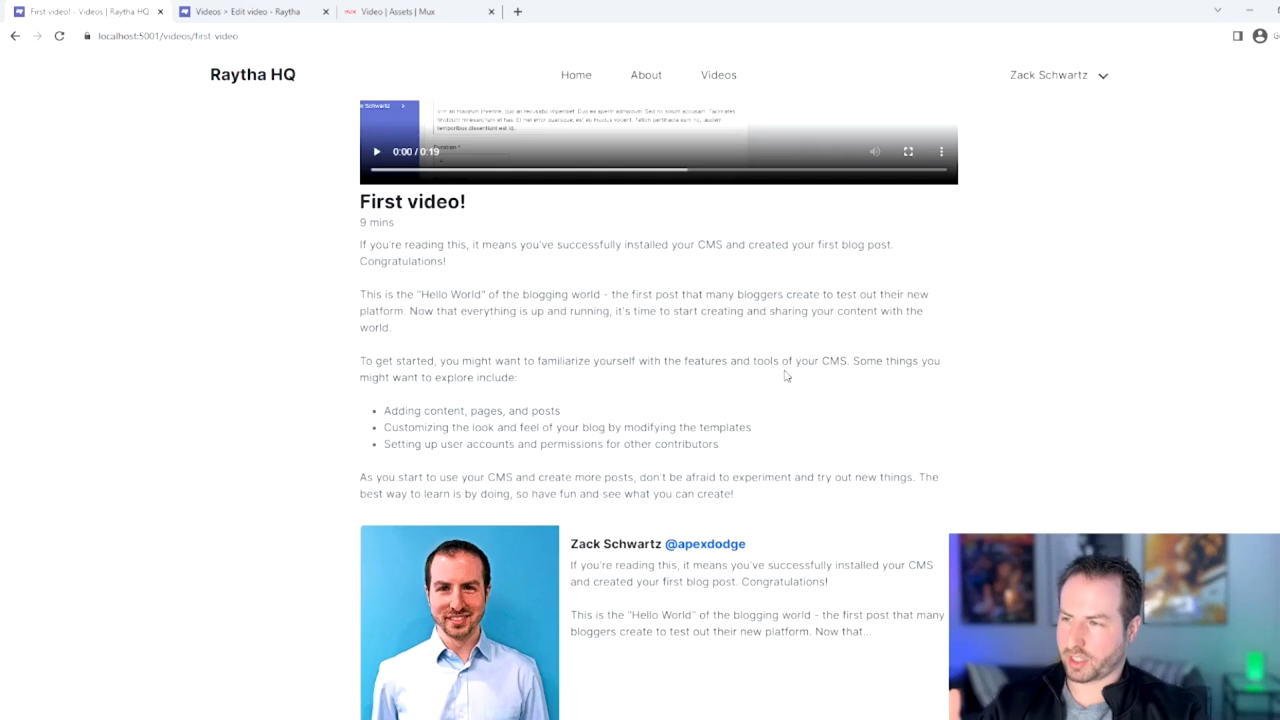 First video! - Videos | Raytha HQ
Videos > Edit video - Raytha
Video | Assets | Mux
localhost:5001/videos/first-video
Raytha HQ
Home
About
Videos
Zack Schwartz
temporibus dissentiunt est id.
Duration *
0:00 / 0:19
First video!
9 mins
If you're reading this, it means you've successfully installed your CMS and created your first blog post.
Congratulations!
This is the "Hello World" of the blogging world - the first post that many bloggers create to test out their new
platform. Now that everything is up and running, it's time to start creating and sharing your content with the
world.
To get started, you might want to familiarize yourself with the features and tools of your CMS. Some things you
might want to explore include:
• Adding content, pages, and posts
• Customizing the look and feel of your blog by modifying the templates
• Setting up user accounts and permissions for other contributors
As you start to use your CMS and create more posts, don't be afraid to experiment and try out new things. The
best way to learn is by doing, so have fun and see what you can create!
Zack Schwartz @apexdodge
If you're reading this, it means you've successfully installed your CMS
and created your first blog post. Congratulations!
This is the "Hello World" of the blogging world - the first post that many
bloggers create to test out their new platform. Now that...